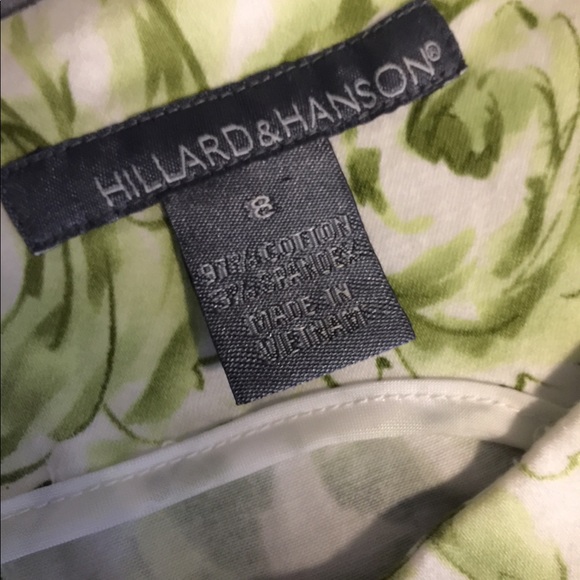 HILLARD&HANSON®
8
97% COTTON
3% SPANDEX
MADE IN
VIETNAM